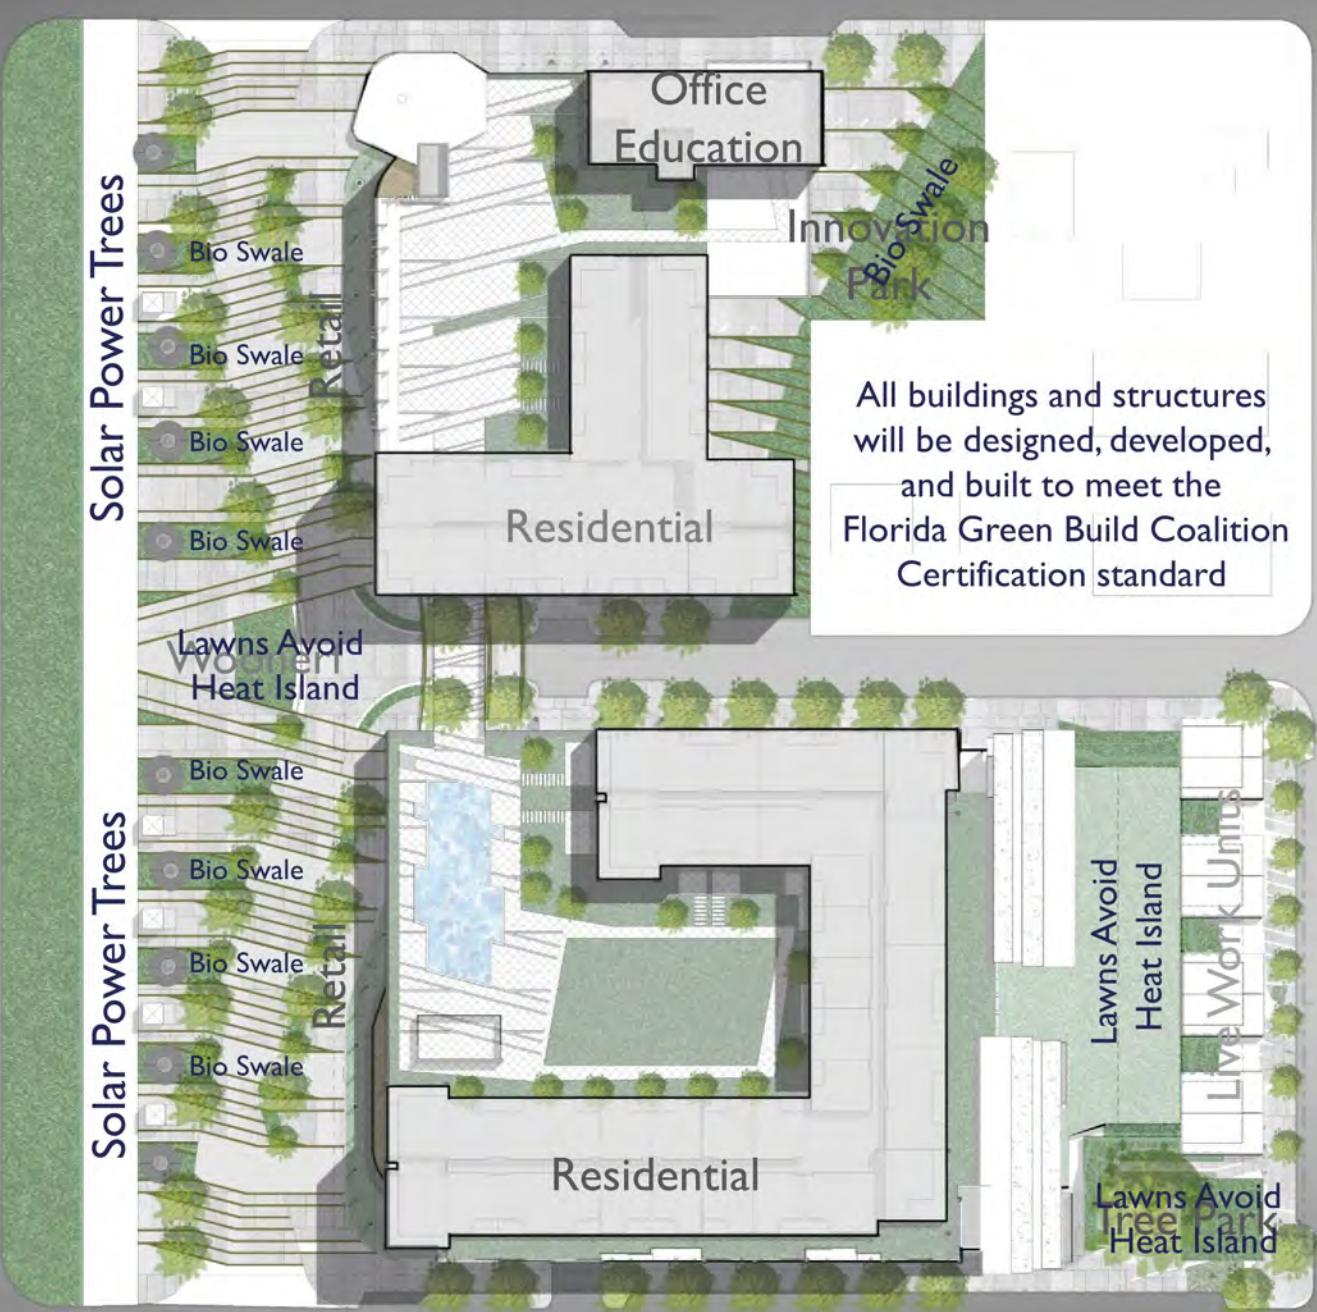 Office
Education
Solar Power Trees
Bio Swale
Innovation
Park
Bio Swale
Retail
Bio Swale
Bio Swale
Bio Swale
All buildings and structures
will be designed, developed,
and built to meet the
Florida Green Build Coalition
Certification standard
Residential
Woonerf
Lawns Avoid
Heat Island
Solar Power Trees
Bio Swale
Bio Swale
Bio Swale
Bio Swale
Retail
Lawns Avoid
Heat Island
Live Work Units
Residential
Tree Park
Lawns Avoid
Heat Island